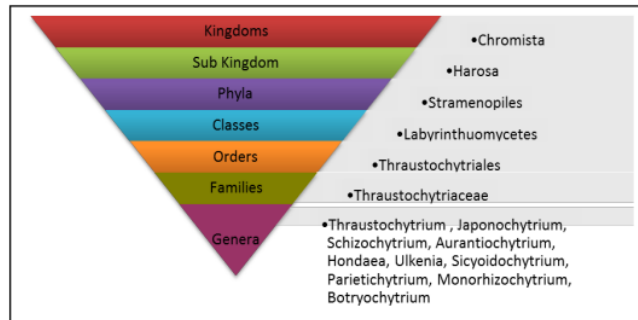 Kingdoms
•Chromista
Sub Kingdom
•Harosa
Phyla
•Stramenopiles
Classes
•Labyrinthuomycetes
Orders
•Thraustochytriales
Families
•Thraustochytriaceae
Genera
•Thraustochytrium , Japonochytrium,
Schizochytrium, Aurantiochytrium,
Hondaea, Ulkenia, Sicyoidochytrium,
Parietichytrium, Monorhizochytrium,
Botryochytrium